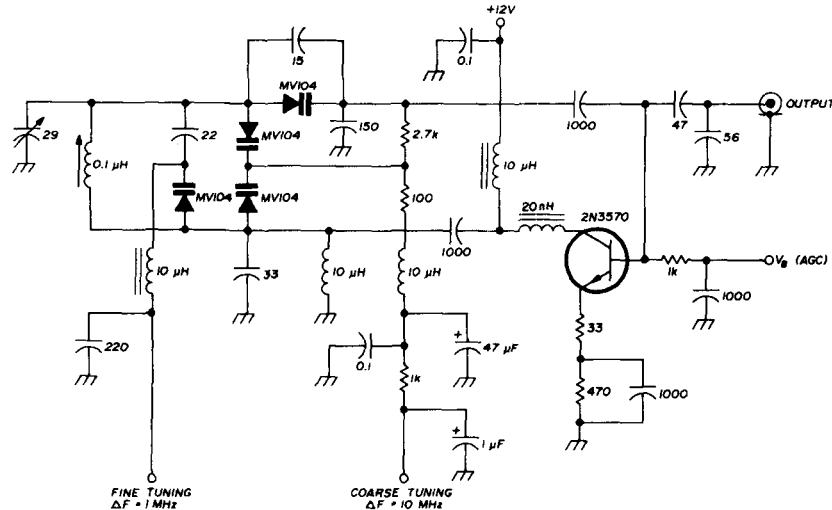 +12V
15
0.1
MV104
OUTPUT
29
22
MV104
150
2.7k
1000
47
56
0.1 µH
10 µH
MV104
MV104
100
20nH
2N3570
1000
10 µH
33
10 µH
10 µH
1k
V_B (AGC)
1000
220
+
47 µF
33
0.1
1k
470
1000
+
1 µF
FINE TUNING
ΔF = 1 MHz
COARSE TUNING
ΔF = 10 MHz